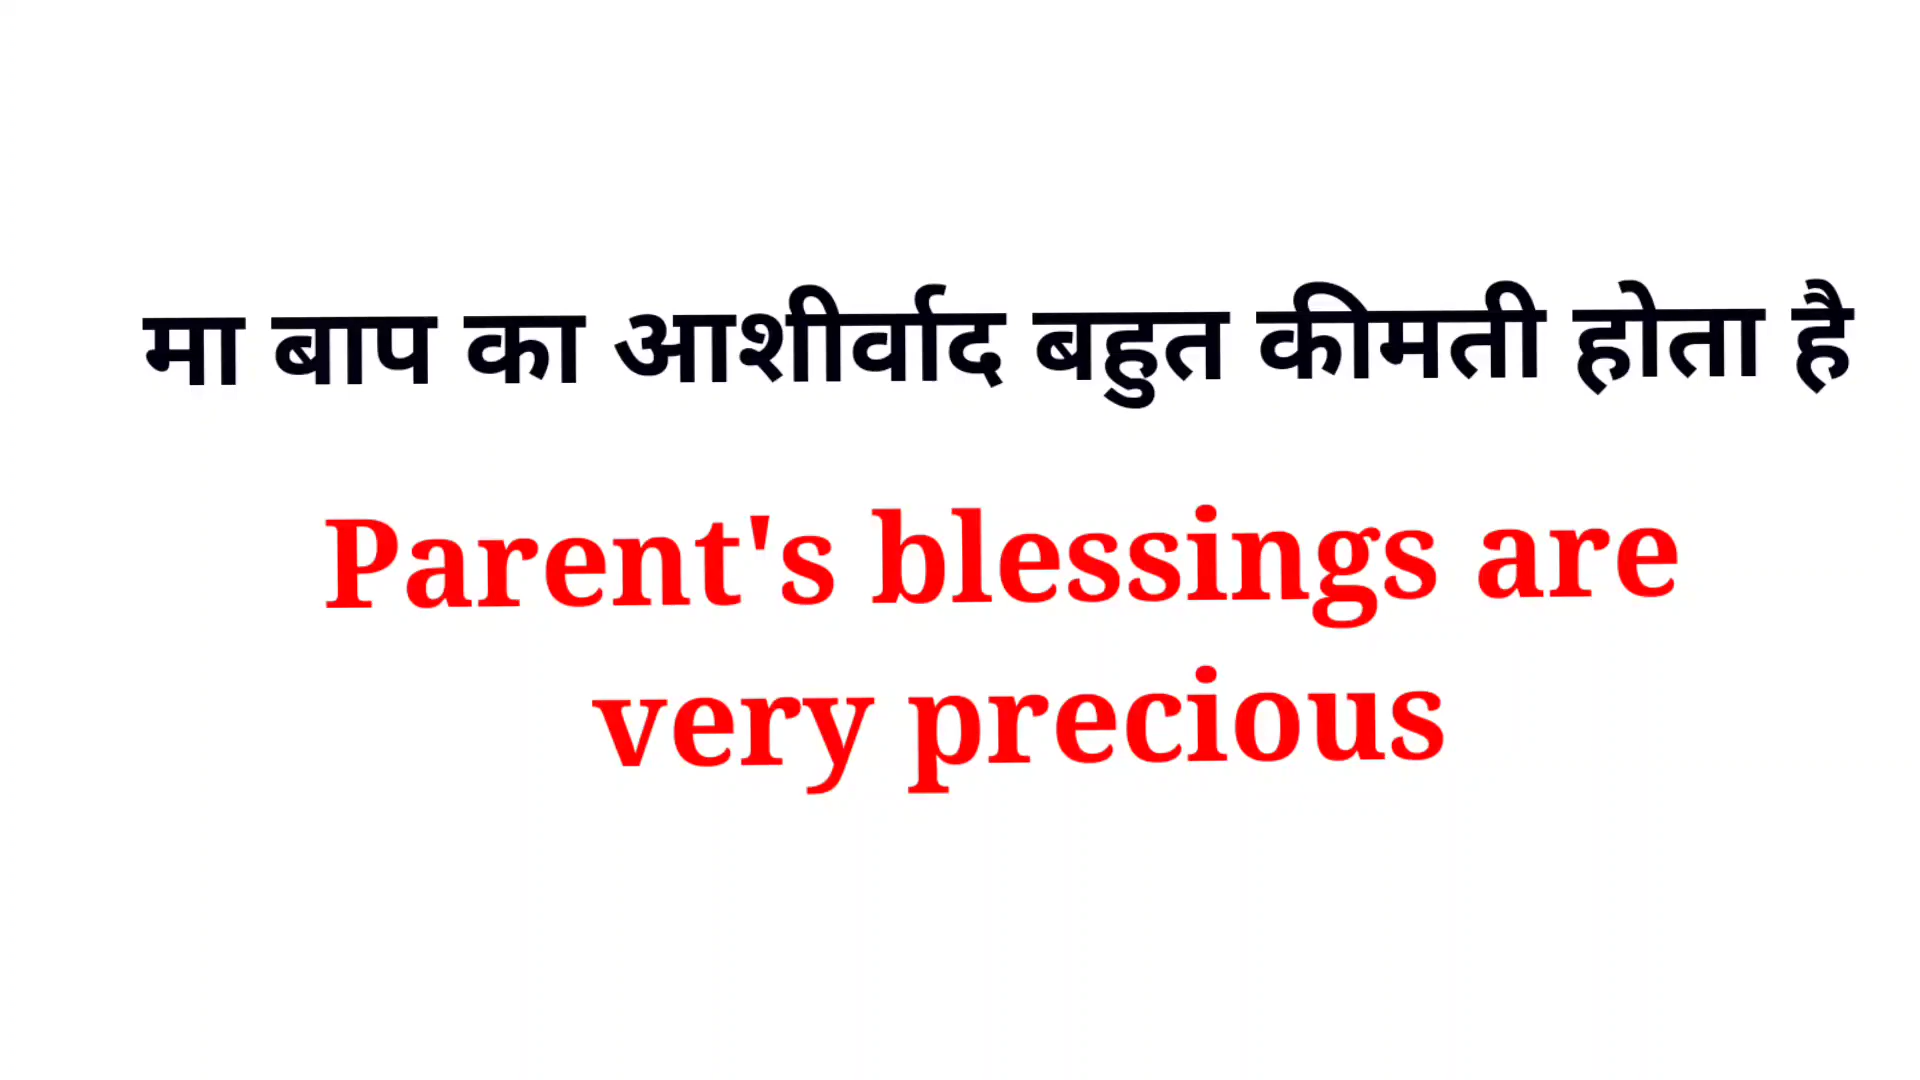 मा बाप का आशीर्वाद बहुत कीमती होता है
Parent's blessings are
very precious